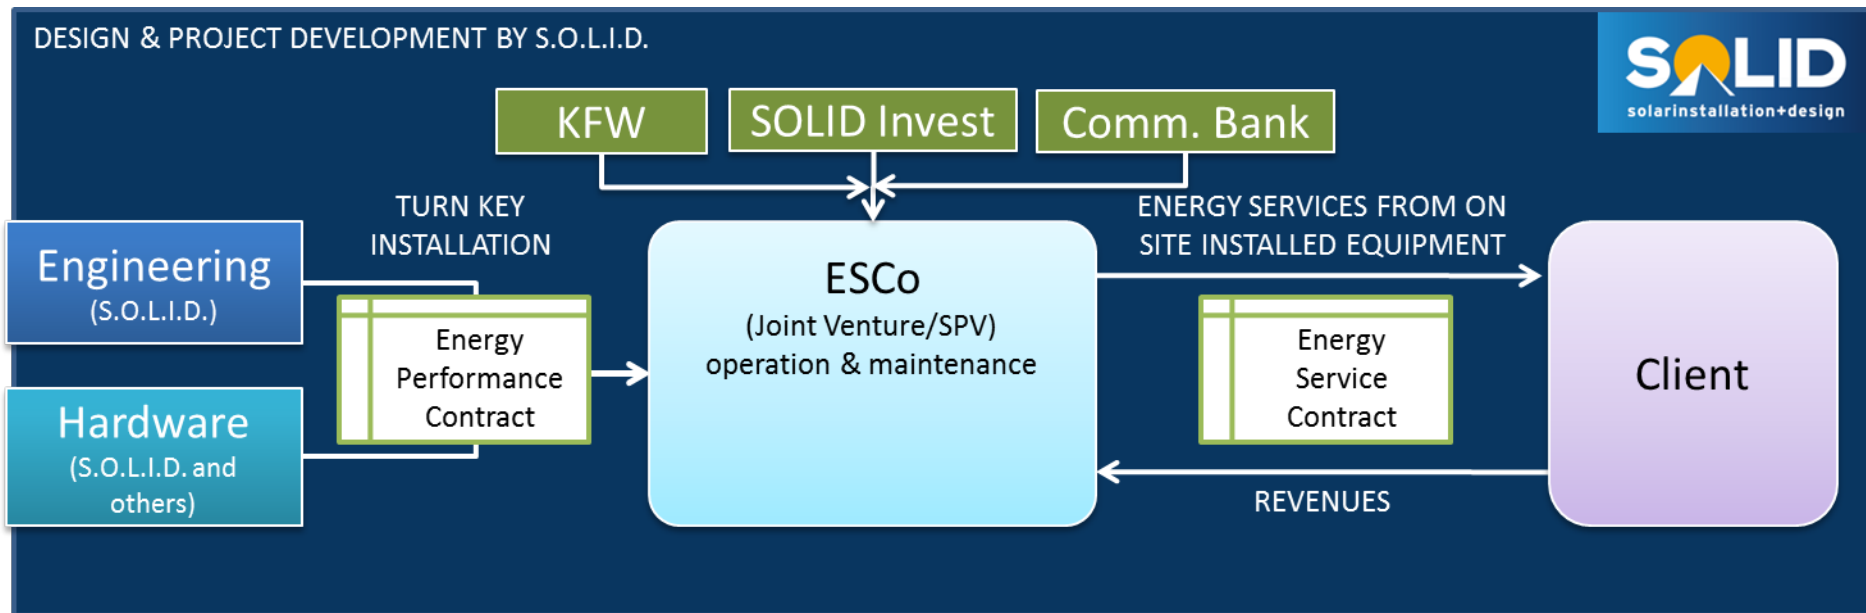 DESIGN & PROJECT DEVELOPMENT BY S.O.L.I.D.
SOLID
solarinstallation+design
KFW
SOLID Invest
Comm. Bank
TURN KEY
INSTALLATION
ENERGY SERVICES FROM ON
SITE INSTALLED EQUIPMENT
Engineering
(S.O.L.I.D.)
Hardware
(S.O.L.I.D. and
others)
Energy
Performance
Contract
ESCo
(Joint Venture/SPV)
operation & maintenance
Energy
Service
Contract
REVENUES
Client